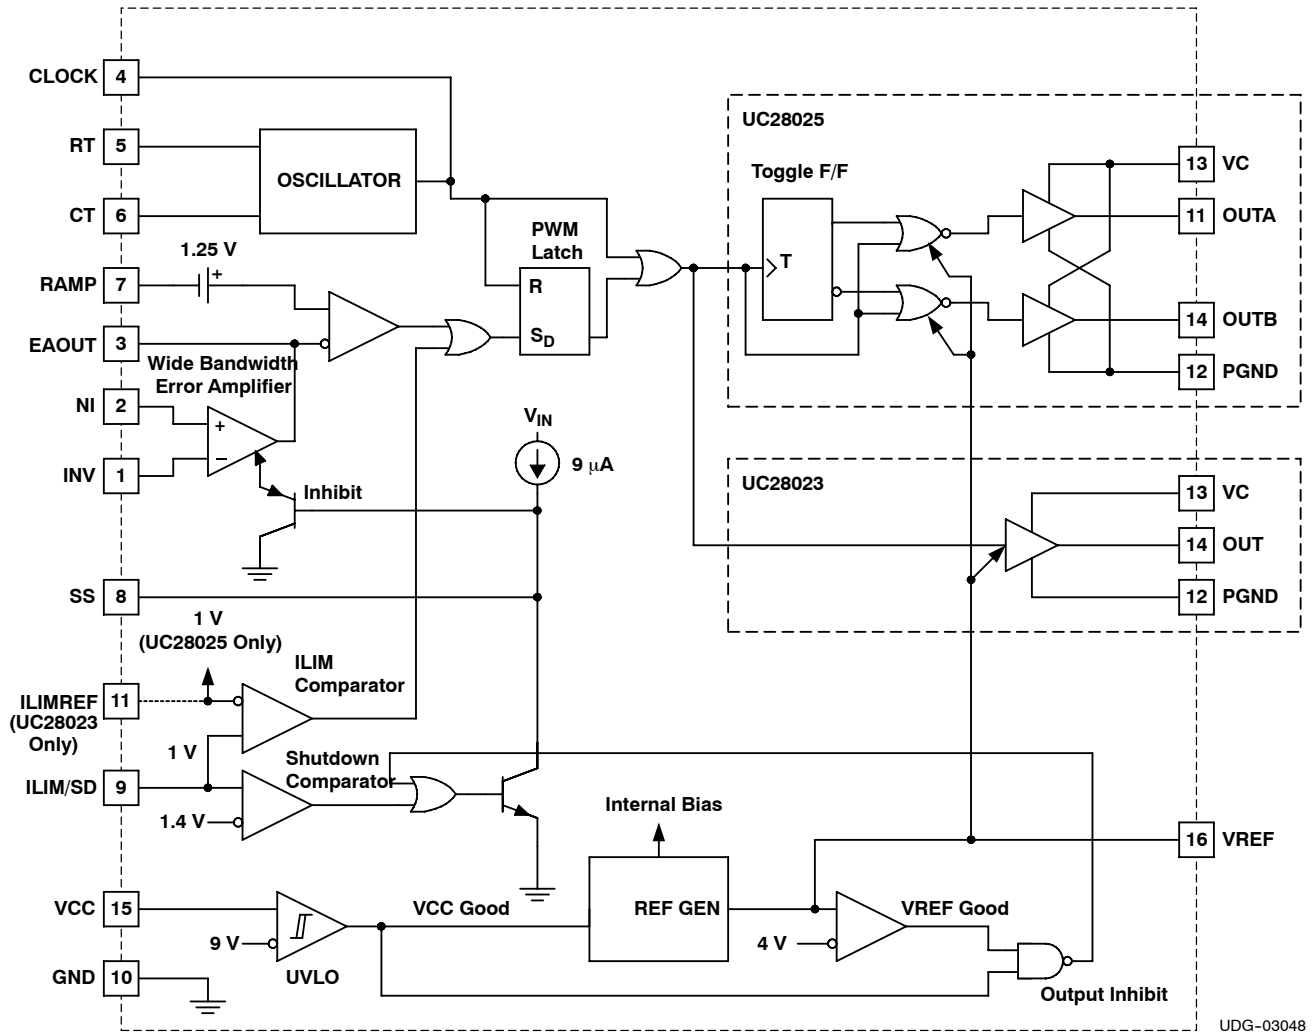 CLOCK 4
RT 5
CT 6
OSCILLATOR
1.25 V
+
RAMP 7
EAOUT 3
Wide Bandwidth
Error Amplifier
NI 2
INV 1
+
−
Inhibit
PWM
Latch
R
SD
VIN
9 μA
SS 8
1 V
(UC28025 Only)
ILIMREF 11
(UC28023
Only)
ILIM
Comparator
1 V
ILIM/SD 9
Shutdown
Comparator
1.4 V
VCC 15
9 V
UVLO
VCC Good
GND 10
Internal Bias
REF GEN
4 V
VREF Good
Output Inhibit
16 VREF
UC28025
Toggle F/F
T
13 VC
11 OUTA
14 OUTB
12 PGND
UC28023
13 VC
14 OUT
12 PGND
UDG−03048